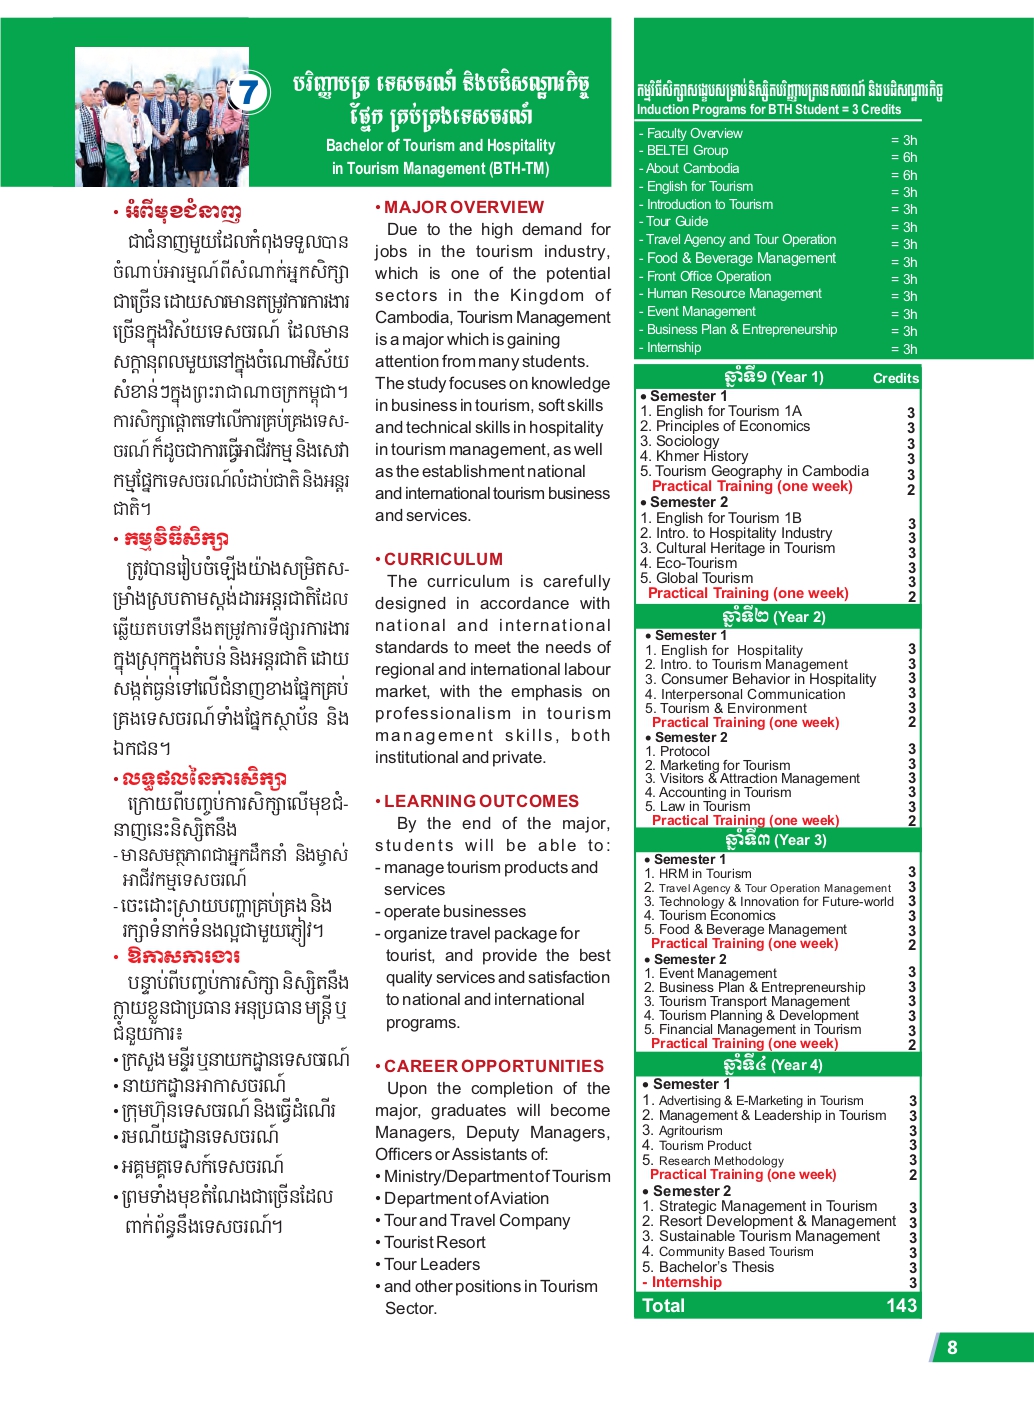 7
បរិញ្ញាបត្រ ទេសចរណ៍ និងបដិសណ្ឋារកិច្ច
ផ្នែក គ្រប់គ្រងទេសចរណ៍
Bachelor of Tourism and Hospitality
in Tourism Management (BTH-TM)
• អំពីមុខជំនាញ
ជាជំនាញមួយដែលកំពុងទទួលបាន
ចំណាប់អារម្មណ៍ពីសំណាក់អ្នកសិក្សា
ជាច្រើន ដោយសារមានតម្រូវការការងារ
ច្រើនក្នុងវិស័យទេសចរណ៍ ដែលមាន
សក្តានុពលមួយនៅក្នុងចំណោមវិស័យ
សំខាន់ៗក្នុងព្រះរាជាណាចក្រកម្ពុជា។
ការសិក្សាផ្តោតទៅលើការគ្រប់គ្រងទេស-
ចរណ៍ ក៏ដូចជាការធ្វើអាជីវកម្ម និងសេវា
កម្មផ្នែកទេសចរណ៍លំដាប់ជាតិ និងអន្តរ
ជាតិ។
• កម្មវិធីសិក្សា
ត្រូវបានរៀបចំឡើងយ៉ាងសម្រិតស-
ម្រាំងស្របតាមស្តង់ដារអន្តរជាតិដែល
ឆ្លើយតបទៅនឹងតម្រូវការទីផ្សារការងារ
ក្នុងស្រុកក្នុងតំបន់ និងអន្តរជាតិ ដោយ
សង្កត់ធ្ងន់ទៅលើជំនាញខាងផ្នែកគ្រប់
គ្រងទេសចរណ៍ទាំងផ្នែកស្ថាប័ន និង
ឯកជន។
• លទ្ធផលនៃការសិក្សា
ក្រោយពីបញ្ចប់ការសិក្សាលើមុខជំ-
នាញនេះនិស្សិតនឹង
- មានសមត្ថភាពជាអ្នកដឹកនាំ និងម្ចាស់
អាជីវកម្មទេសចរណ៍
- ចេះដោះស្រាយបញ្ហាគ្រប់គ្រង និង
រក្សាទំនាក់ទំនងល្អជាមួយភ្ញៀវ។
• ឱកាសការងារ
បន្ទាប់ពីបញ្ចប់ការសិក្សា និស្សិតនឹង
ក្លាយខ្លួនជាប្រធាន អនុប្រធាន មន្ត្រី ឬ
ជំនួយការ៖
• ក្រសួង មន្ទីរ ឬនាយកដ្ឋានទេសចរណ៍
• នាយកដ្ឋានអាកាសចរណ៍
• ក្រុមហ៊ុនទេសចរណ៍ និងធ្វើដំណើរ
• រមណីយដ្ឋានទេសចរណ៍
• អគ្គមគ្គទេសក៍ទេសចរណ៍
• ព្រមទាំងមុខតំណែងជាច្រើនដែល
ពាក់ព័ន្ធនឹងទេសចរណ៍។
• MAJOR OVERVIEW
Due to the high demand for
jobs in the tourism industry,
which is one of the potential
sectors in the Kingdom of
Cambodia, Tourism Management
is a major which is gaining
attention from many students.
The study focuses on knowledge
in business in tourism, soft skills
and technical skills in hospitality
in tourism management, as well
as the establishment national
and international tourism business
and services.
• CURRICULUM
The curriculum is carefully
designed in accordance with
national and international
standards to meet the needs of
regional and international labour
market, with the emphasis on
professionalism in tourism
management skills, both
institutional and private.
• LEARNING OUTCOMES
By the end of the major,
students will be able to:
- manage tourism products and
services
- operate businesses
- organize travel package for
tourist, and provide the best
quality services and satisfaction
to national and international
programs.
• CAREER OPPORTUNITIES
Upon the completion of the
major, graduates will become
Managers, Deputy Managers,
Officers or Assistants of:
• Ministry/Department of Tourism
• Department of Aviation
• Tour and Travel Company
• Tourist Resort
• Tour Leaders
• and other positions in Tourism
Sector.
កម្មវិធីសិក្សាសង្ខេបសម្រាប់និស្សិតបរិញ្ញាបត្រទេសចរណ៍ និងបដិសណ្ឋារកិច្ច
Induction Programs for BTH Student = 3 Credits
- Faculty Overview = 3h
- BELTEI Group = 6h
- About Cambodia = 6h
- English for Tourism = 3h
- Introduction to Tourism = 3h
- Tour Guide = 3h
- Travel Agency and Tour Operation = 3h
- Food & Beverage Management = 3h
- Front Office Operation = 3h
- Human Resource Management = 3h
- Event Management = 3h
- Business Plan & Entrepreneurship = 3h
- Internship = 3h
ឆ្នាំទី១ (Year 1) Credits
• Semester 1
1. English for Tourism 1A 3
2. Principles of Economics 3
3. Sociology 3
4. Khmer History 3
5. Tourism Geography in Cambodia 3
Practical Training (one week) 2
• Semester 2
1. English for Tourism 1B 3
2. Intro. to Hospitality Industry 3
3. Cultural Heritage in Tourism 3
4. Eco-Tourism 3
5. Global Tourism 3
Practical Training (one week) 2
ឆ្នាំទី២ (Year 2)
• Semester 1
1. English for Hospitality 3
2. Intro. to Tourism Management 3
3. Consumer Behavior in Hospitality 3
4. Interpersonal Communication 3
5. Tourism & Environment 3
Practical Training (one week) 2
• Semester 2
1. Protocol 3
2. Marketing for Tourism 3
3. Visitors & Attraction Management 3
4. Accounting in Tourism 3
5. Law in Tourism 3
Practical Training (one week) 2
ឆ្នាំទី៣ (Year 3)
• Semester 1
1. HRM in Tourism 3
2. Travel Agency & Tour Operation Management 3
3. Technology & Innovation for Future-world 3
4. Tourism Economics 3
5. Food & Beverage Management 3
Practical Training (one week) 2
• Semester 2
1. Event Management 3
2. Business Plan & Entrepreneurship 3
3. Tourism Transport Management 3
4. Tourism Planning & Development 3
5. Financial Management in Tourism 3
Practical Training (one week) 2
ឆ្នាំទី៤ (Year 4)
• Semester 1
1. Advertising & E-Marketing in Tourism 3
2. Management & Leadership in Tourism 3
3. Agritourism 3
4. Tourism Product 3
5. Research Methodology 3
Practical Training (one week) 2
• Semester 2
1. Strategic Management in Tourism 3
2. Resort Development & Management 3
3. Sustainable Tourism Management 3
4. Community Based Tourism 3
5. Bachelor's Thesis 3
- Internship 3
Total 143
8